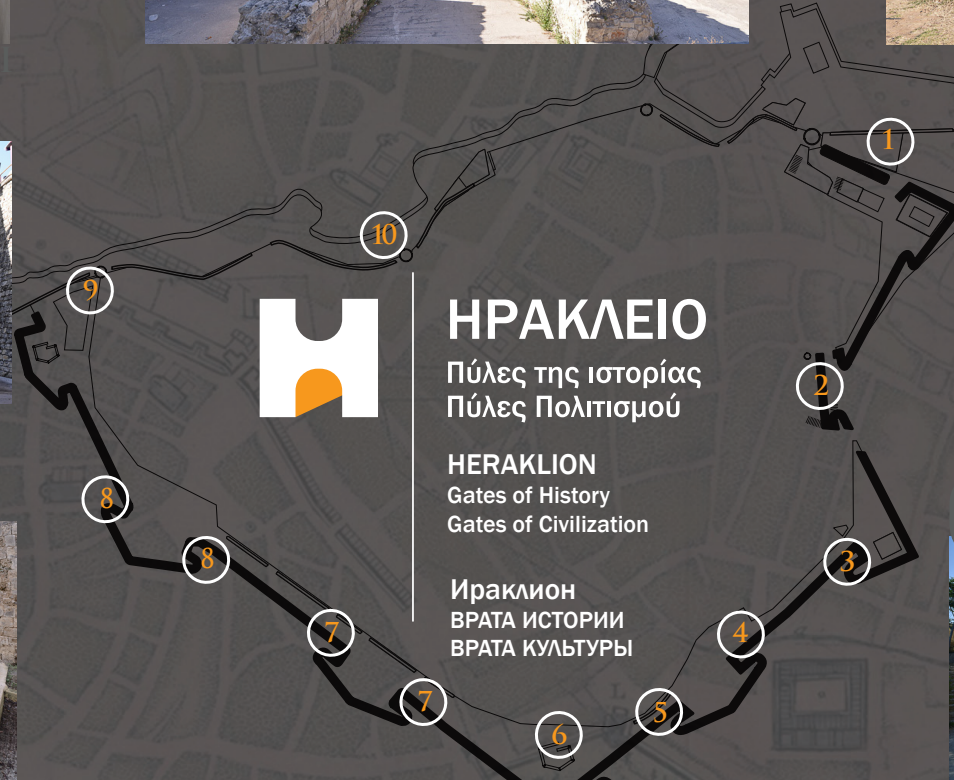 1
10
9
ΗΡΑΚΛΕΙΟ
Πύλες της ιστορίας
Πύλες Πολιτισμού
2
HERAKLION
Gates of History
Gates of Civilization
8
8
3
Ираклион
ВРАТА ИСТОРИИ
ВРАТА КУЛЬТУРЫ
7
4
7
5
6